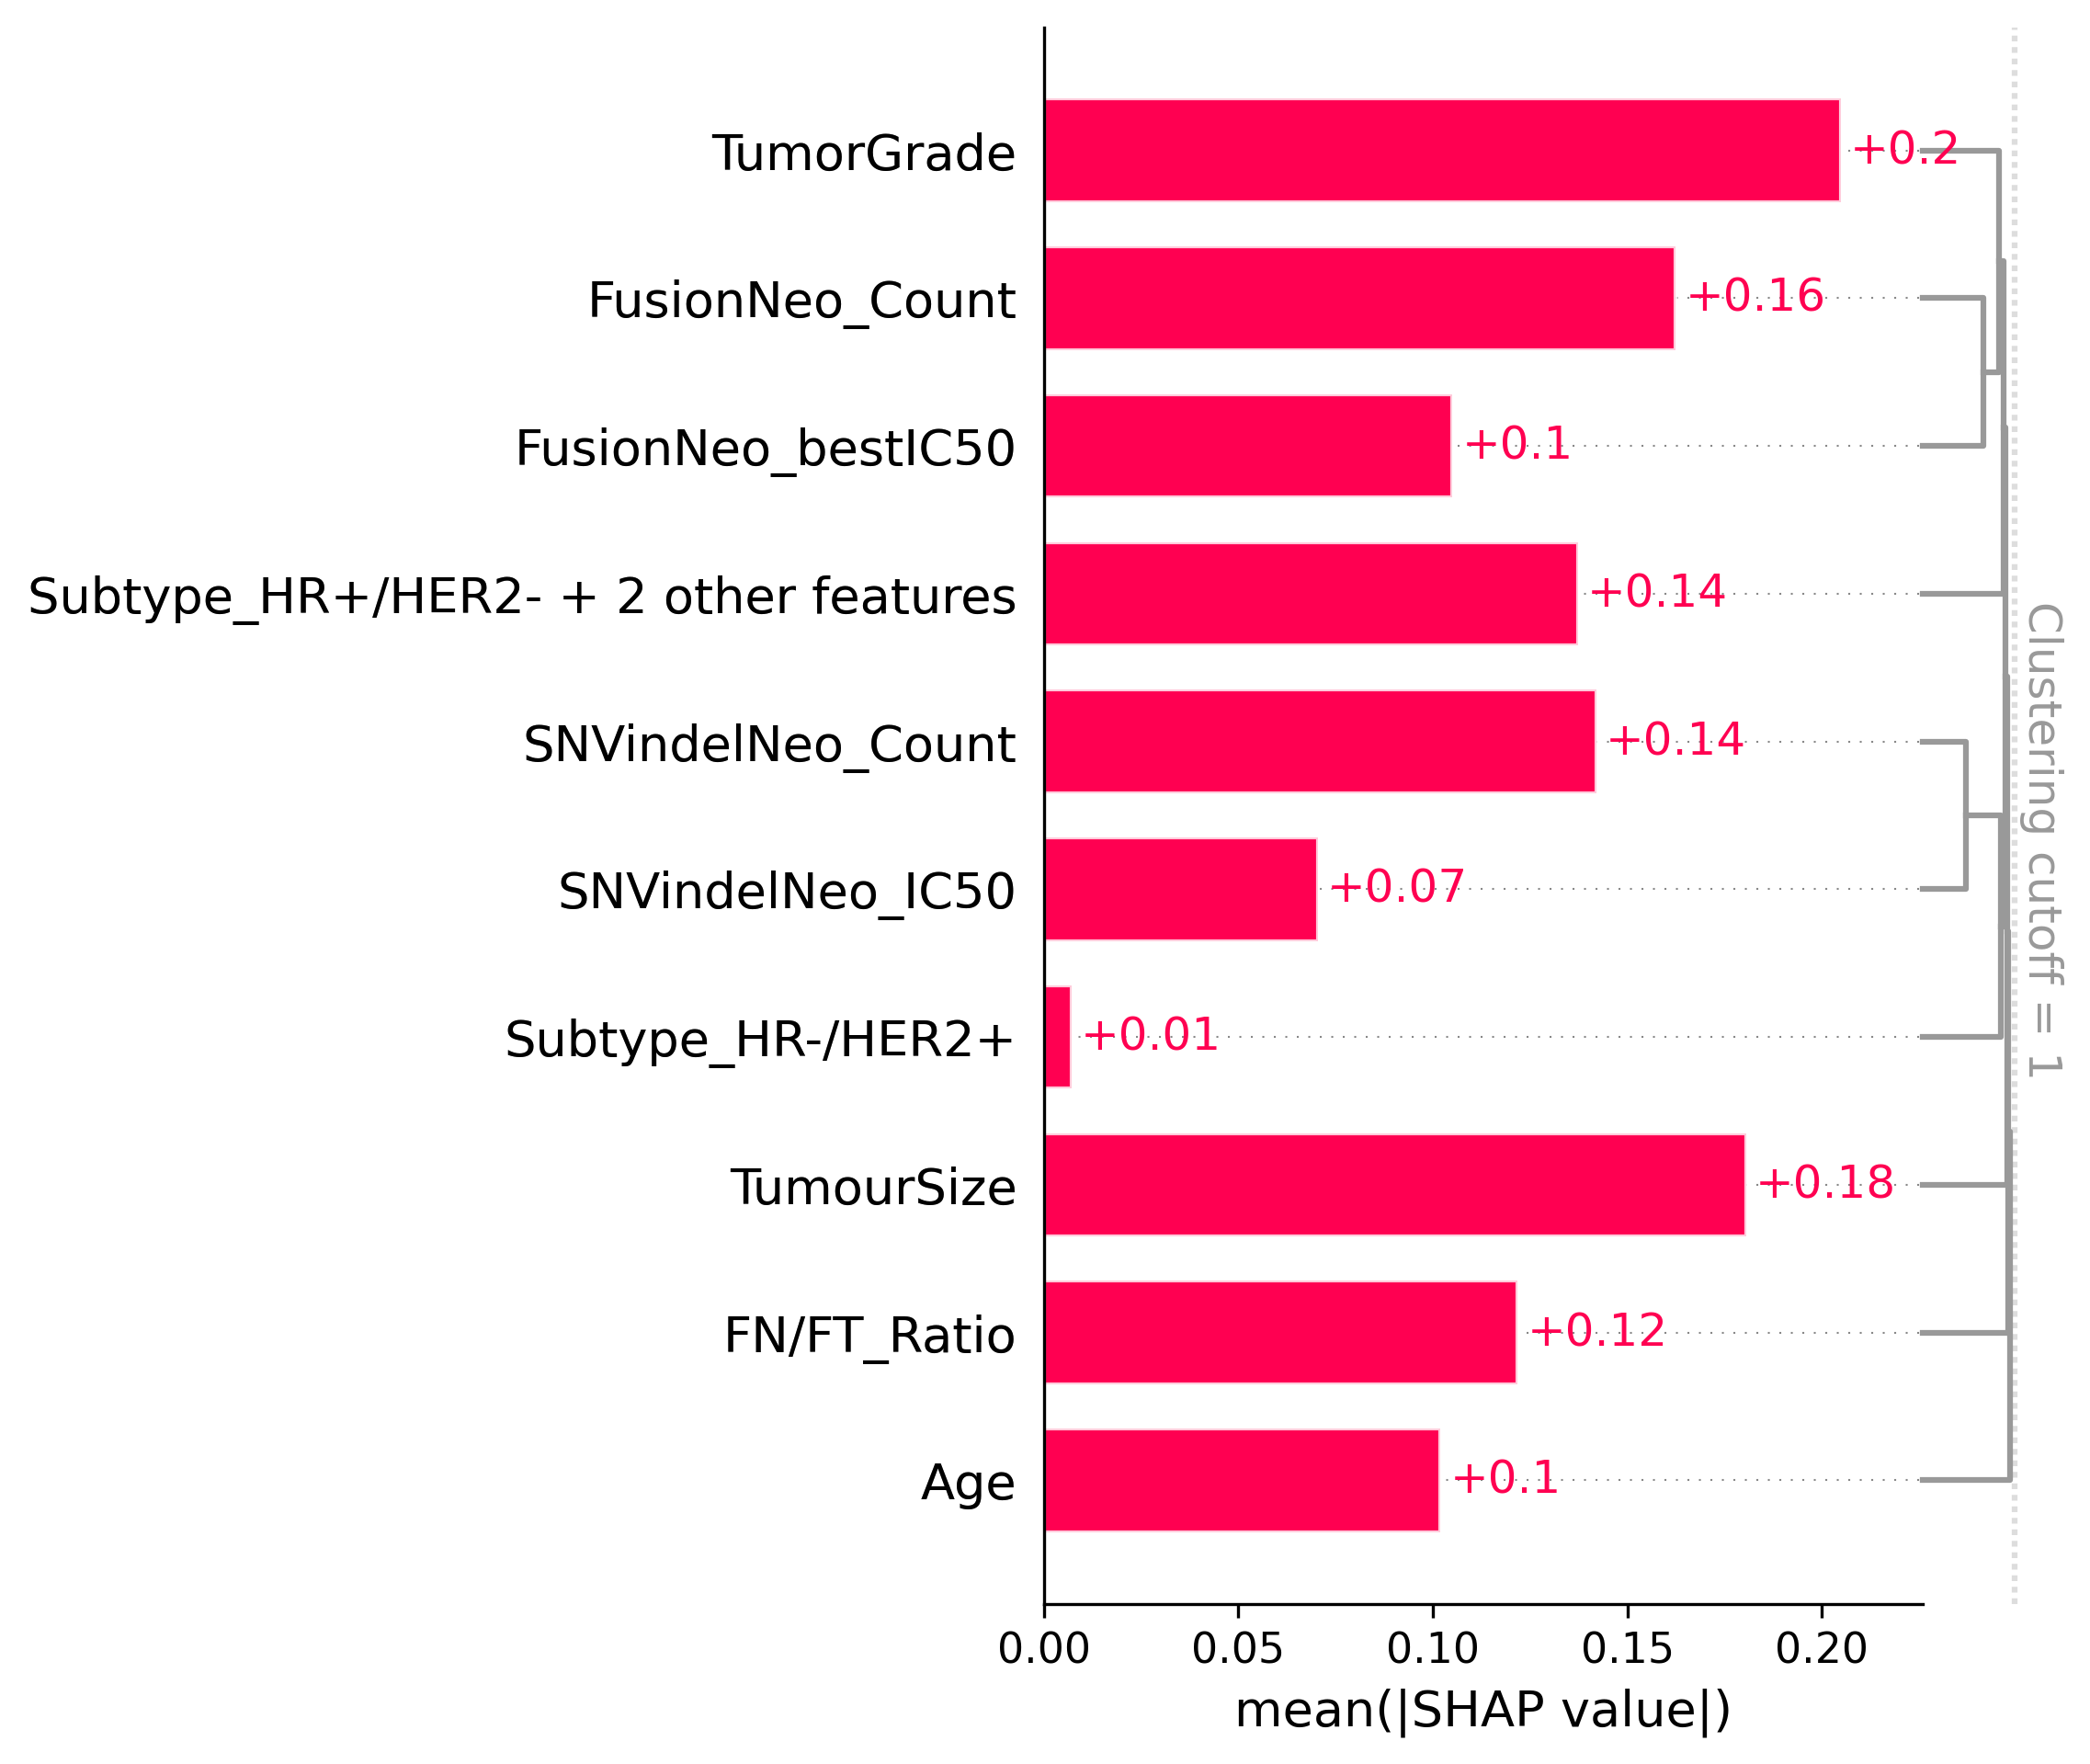 TumorGrade
+0.2
FusionNeo_Count
+0.16
FusionNeo_bestIC50
+0.1
Subtype_HR+/HER2- + 2 other features
+0.14
SNVindelNeo_Count
+0.14
SNVindelNeo_IC50
+0.07
Subtype_HR-/HER2+
+0.01
TumourSize
+0.18
FN/FT_Ratio
+0.12
Age
+0.1
Clustering cutoff = 1
0.00 0.05 0.10 0.15 0.20
mean(|SHAP value|)